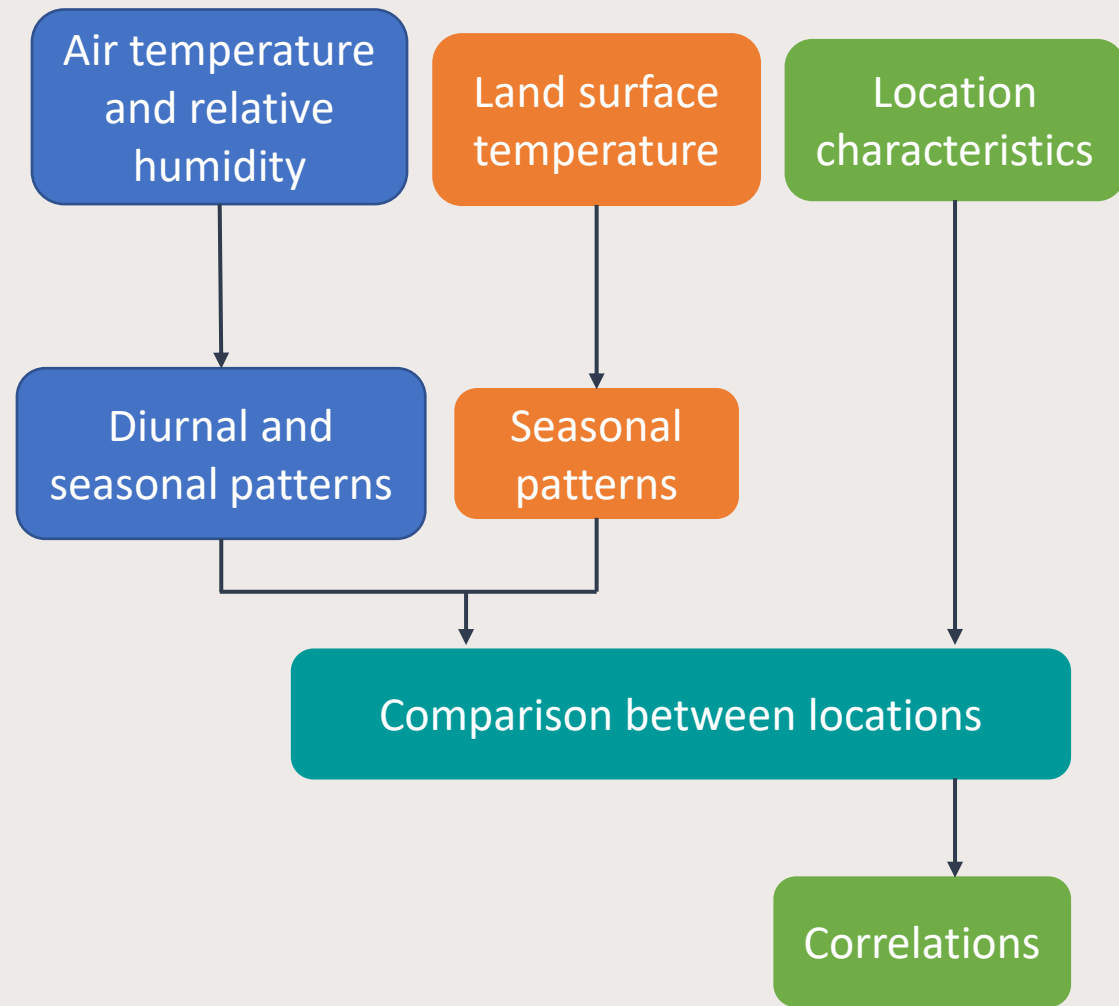 Air temperature
and relative
humidity
Land surface
temperature
Location
characteristics
Diurnal and
seasonal patterns
Seasonal
patterns
Comparison between locations
Correlations